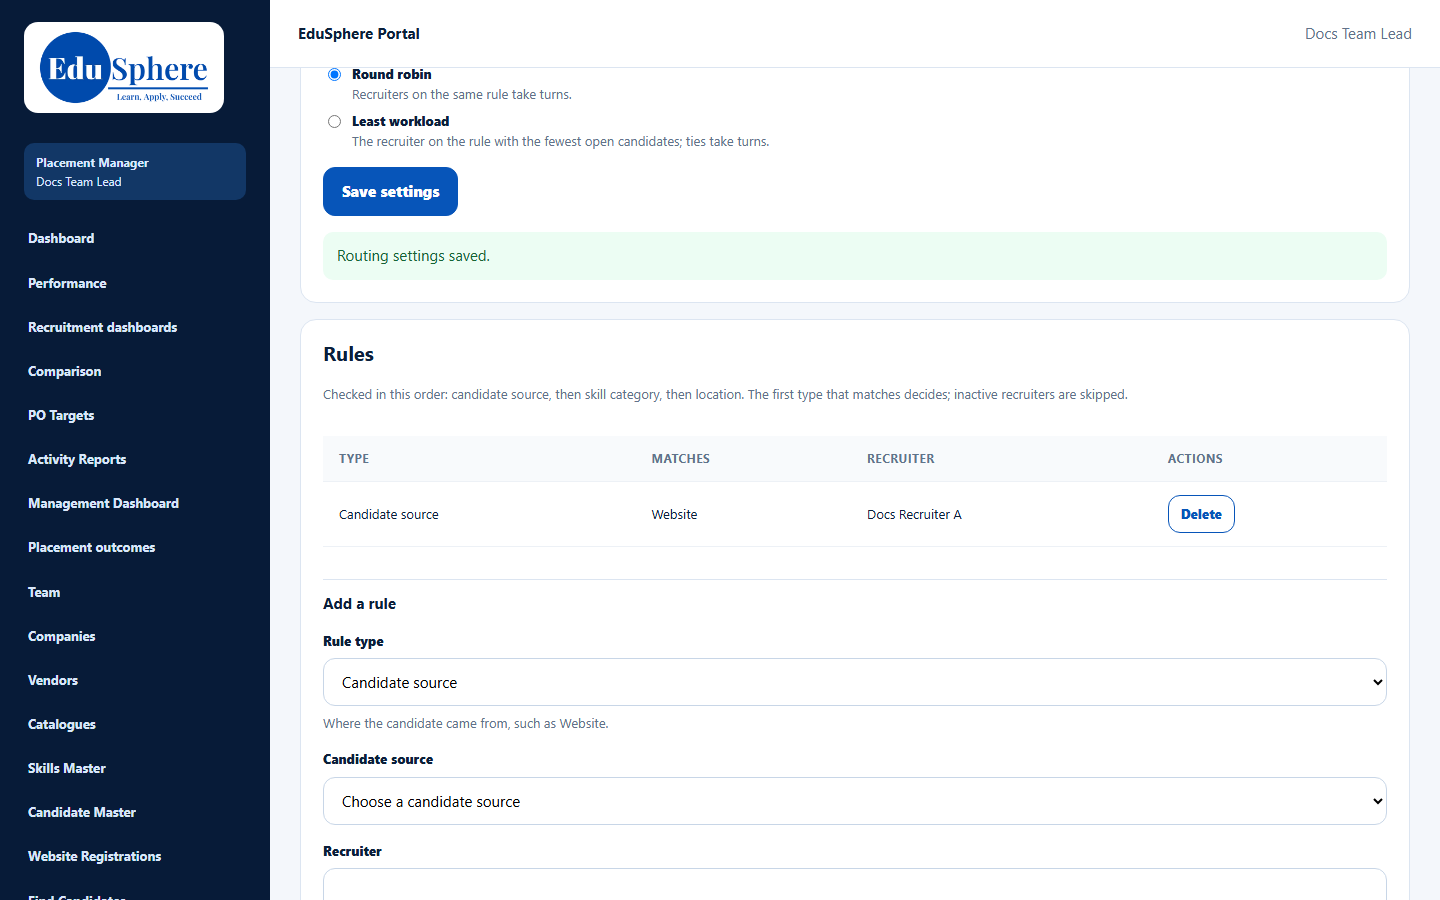 EduSphere
Learn. Apply, Succeed
Placement Manager
Docs Team Lead
Dashboard
Performance
Recruitment dashboards
Comparison
PO Targets
Activity Reports
Management Dashboard
Placement outcomes
Team
Companies
Vendors
Catalogues
Skills Master
Candidate Master
Website Registrations
Find Candidates
EduSphere Portal
Docs Team Lead
Round robin
Recruiters on the same rule take turns.
Least workload
The recruiter on the rule with the fewest open candidates; ties take turns.
Save settings
Routing settings saved.
Rules
Checked in this order: candidate source, then skill category, then location. The first type that matches decides; inactive recruiters are skipped.
TYPE MATCHES RECRUITER ACTIONS
Candidate source Website Docs Recruiter A Delete
Add a rule
Rule type
Candidate source
Where the candidate came from, such as Website.
Candidate source
Choose a candidate source
Recruiter